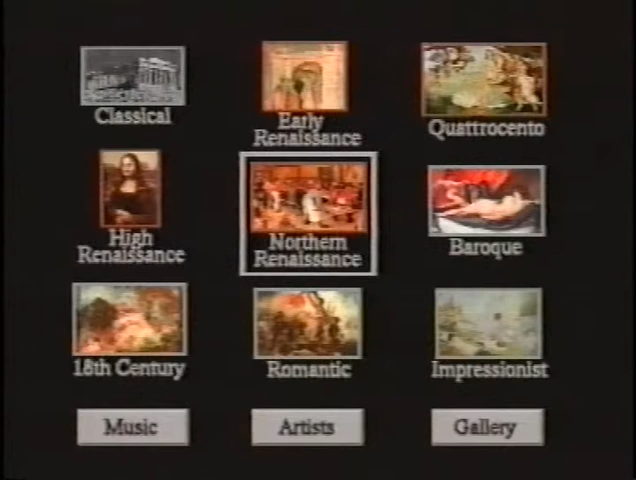 Classical
Early
Renaissance
Quattrocento
High
Renaissance
Northern
Renaissance
Baroque
18th Century
Romantic
Impressionist
Music
Artists
Gallery